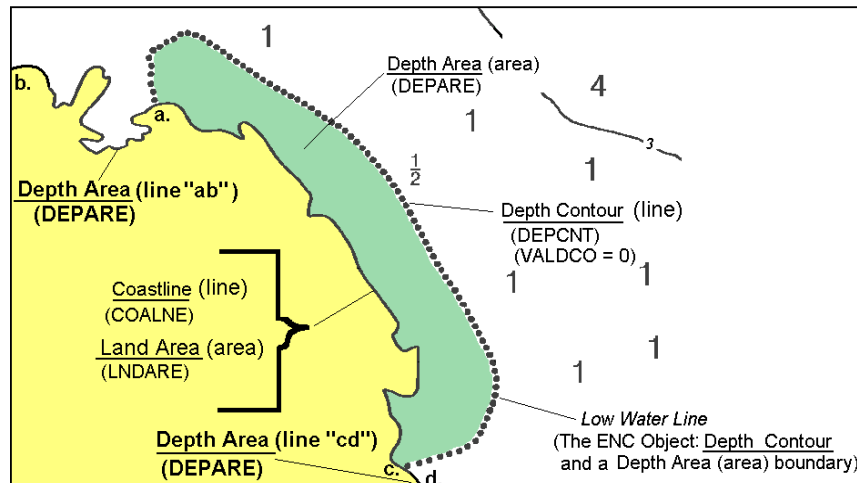 1
Depth Area (area)
(DEPARE)
4
b.
a.
1
3
1
1/2
Depth Area (line "ab")
(DEPARE)
Depth Contour (line)
(DEPCNT)
(VALDCO = 0)
1
1
Coastline (line)
(COALNE)
Land Area (area)
(LNDARE)
1
1
Low Water Line
(The ENC Object: Depth Contour
and a Depth Area (area) boundary)
Depth Area (line "cd")
(DEPARE)
c.
d